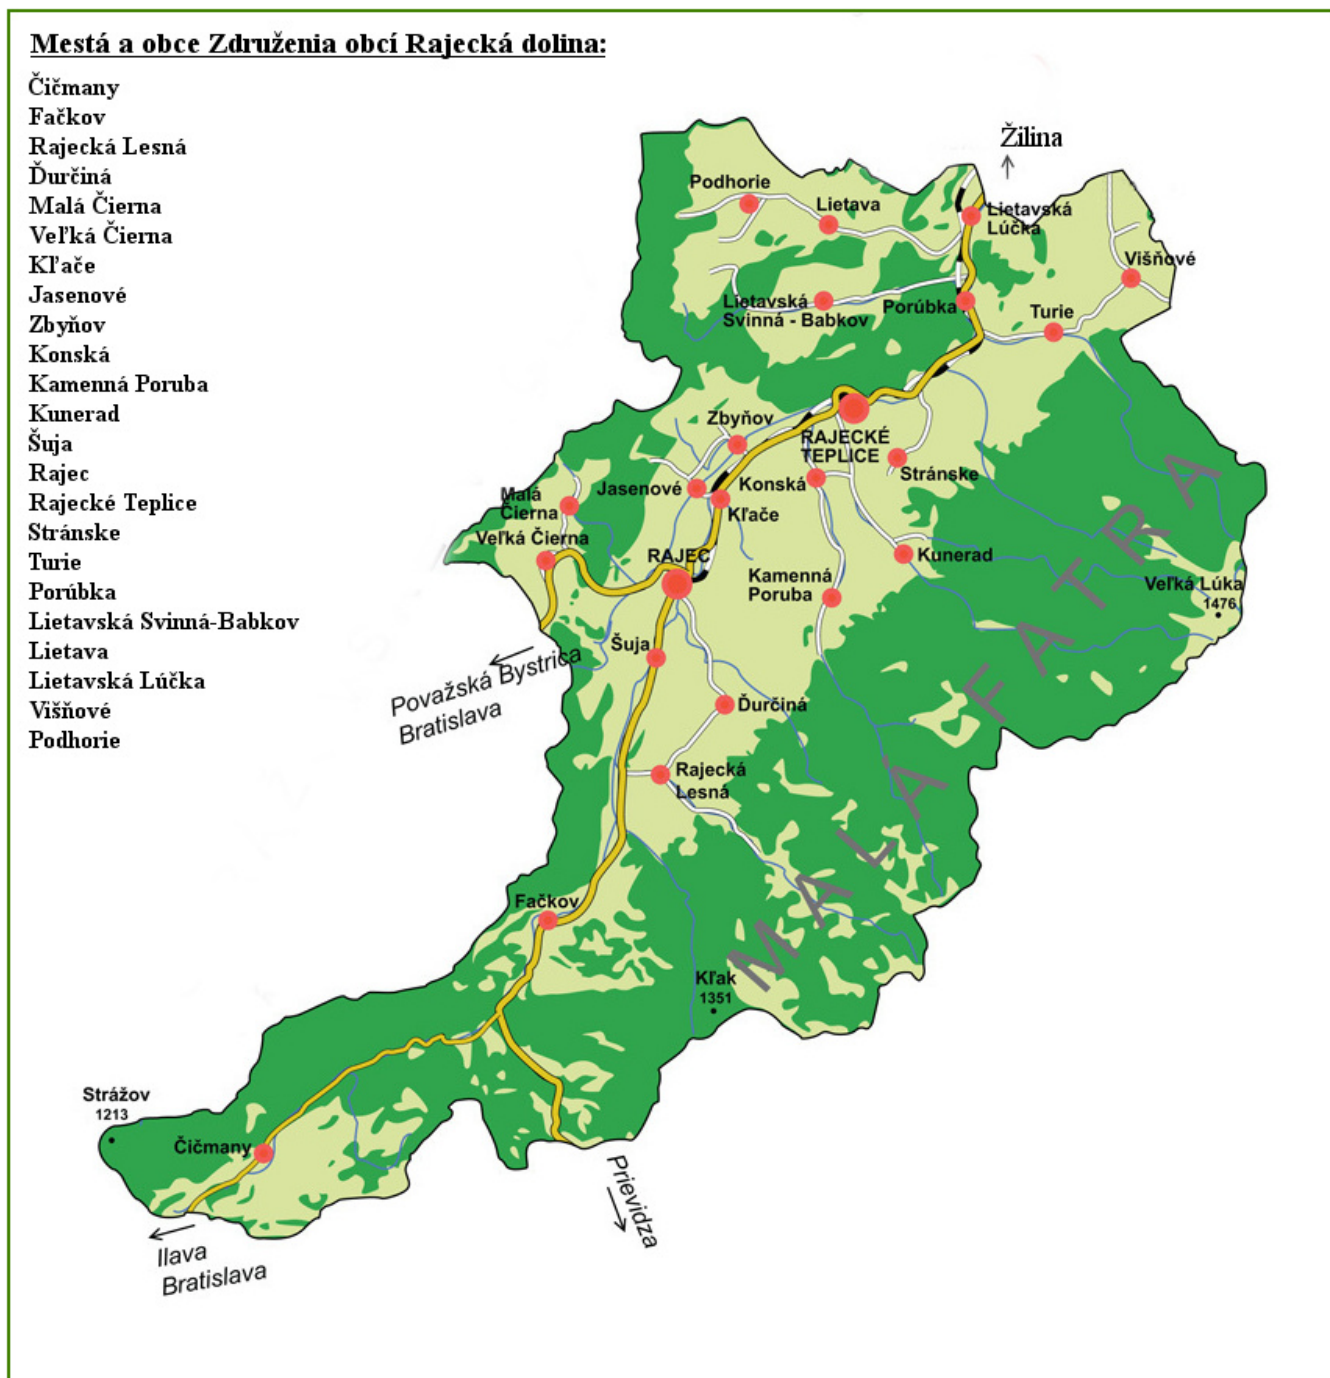 Mestá a obce Združenia obcí Rajecká dolina:
Čičmany
Fačkov
Rajecká Lesná
Ďurčiná
Malá Čierna
Veľká Čierna
Kľače
Jasenové
Zbyňov
Konská
Kamenná Poruba
Kunerad
Šuja
Rajec
Rajecké Teplice
Stránske
Turie
Porúbka
Lietavská Svinná-Babkov
Lietava
Lietavská Lúčka
Višňové
Podhorie
Žilina
Podhorie
Lietava
Lietavská
Lúčka
Višňové
Lietavská
Svinná - Babkov
Porúbka
Turie
Zbyňov
RAJECKÉ
TEPLICE
Stránske
Jasenové
Konská
Kľače
Malá
Čierna
Veľká Čierna
RAJEC
Kunerad
Kamenná
Poruba
Veľká Lúka
1476
Šuja
Považská Bystrica
Bratislava
Ďurčiná
Rajecká
Lesná
MALÁ FATRA
Fačkov
Kľak
1351
Strážov
1213
Čičmany
Prievidza
Ilava
Bratislava